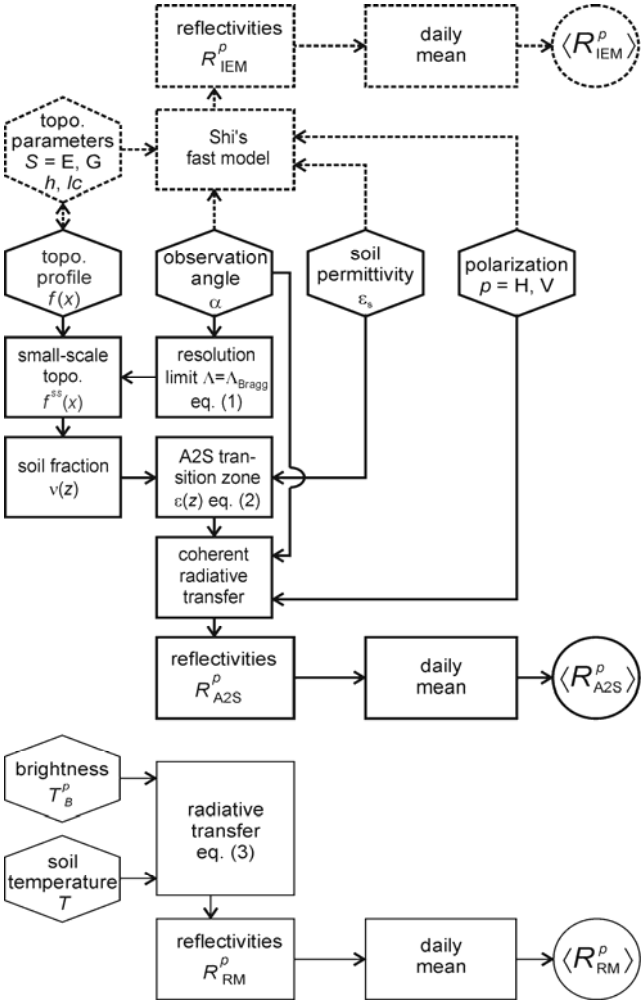 reflectivities
R^p_IEM
daily
mean
⟨R^p_IEM⟩
topo.
parameters
S = E, G
h, lc
Shi's
fast model
topo.
profile
f(x)
observation
angle
α
soil
permittivity
ε_s
polarization
p = H, V
small-scale
topo.
f^ss(x)
resolution
limit Λ=Λ_Bragg
eq. (1)
soil fraction
ν(z)
A2S tran-
sition zone
ε(z) eq. (2)
coherent
radiative
transfer
reflectivities
R^p_A2S
daily
mean
⟨R^p_A2S⟩
brightness
T^p_B
radiative
transfer
eq. (3)
soil
temperature
T
reflectivities
R^p_RM
daily
mean
⟨R^p_RM⟩